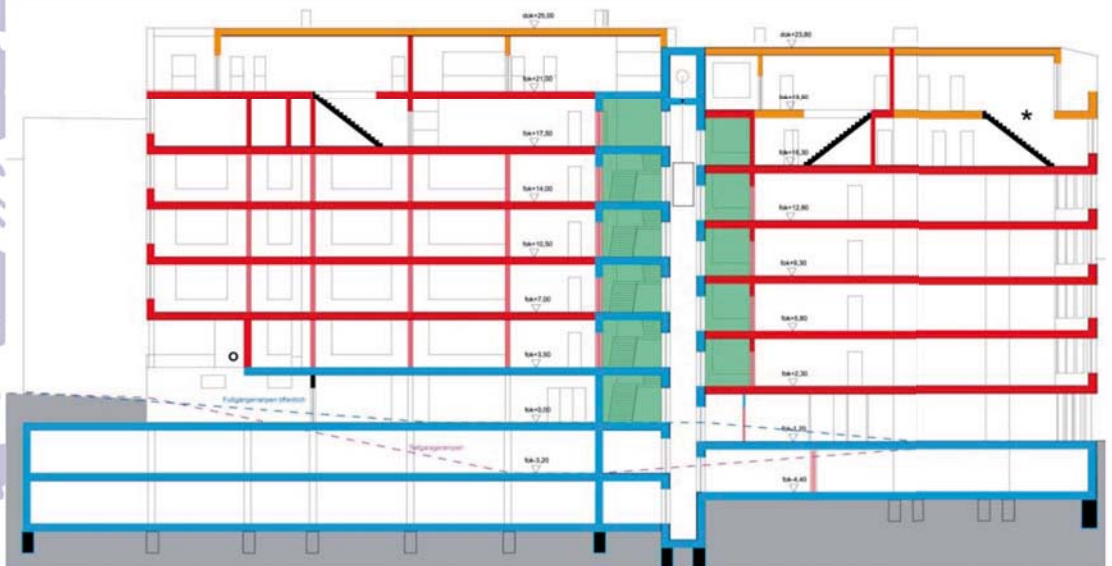 dok+25,00
fok+21,00
fok+17,50
fok+14,00
fok+10,50
fok+7,00
fok+3,50
fok±0,00
fok-3,20
dok+23,80
fok+19,80
fok+16,30
fok+12,80
fok+9,30
fok+5,80
fok+2,30
fok-1,20
fok-4,40
o
*
Fußgängerrampen öffentlich
Tiefgaragenrampen